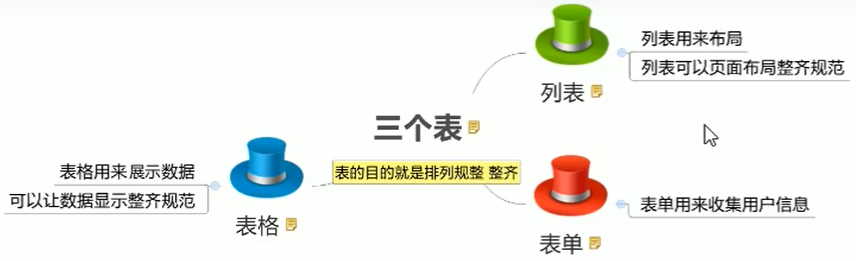 列表用来布局
列表可以页面布局整齐规范
列表
三个表
表的目的就是排列规整 整齐
表格用来展示数据
可以让数据显示整齐规范
表格
表单用来收集用户信息
表单